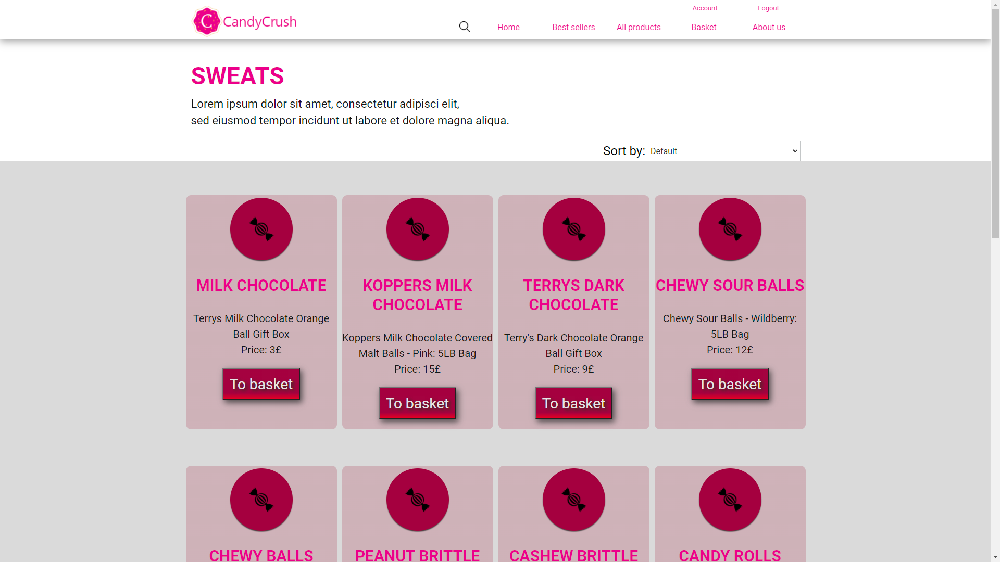 Account
Logout
C CandyCrush
Home
Best sellers
All products
Basket
About us
SWEATS
Lorem ipsum dolor sit amet, consectetur adipisci elit,
sed eiusmod tempor incidunt ut labore et dolore magna aliqua.
Sort by: Default
MILK CHOCOLATE
Terrys Milk Chocolate Orange
Ball Gift Box
Price: 3£
To basket
KOPPERS MILK
CHOCOLATE
Koppers Milk Chocolate Covered
Malt Balls - Pink: 5LB Bag
Price: 15£
To basket
TERRYS DARK
CHOCOLATE
Terry's Dark Chocolate Orange
Ball Gift Box
Price: 9£
To basket
CHEWY SOUR BALLS
Chewy Sour Balls - Wildberry:
5LB Bag
Price: 12£
To basket
CHEWY BALLS
PEANUT BRITTLE
CASHEW BRITTLE
CANDY ROLLS